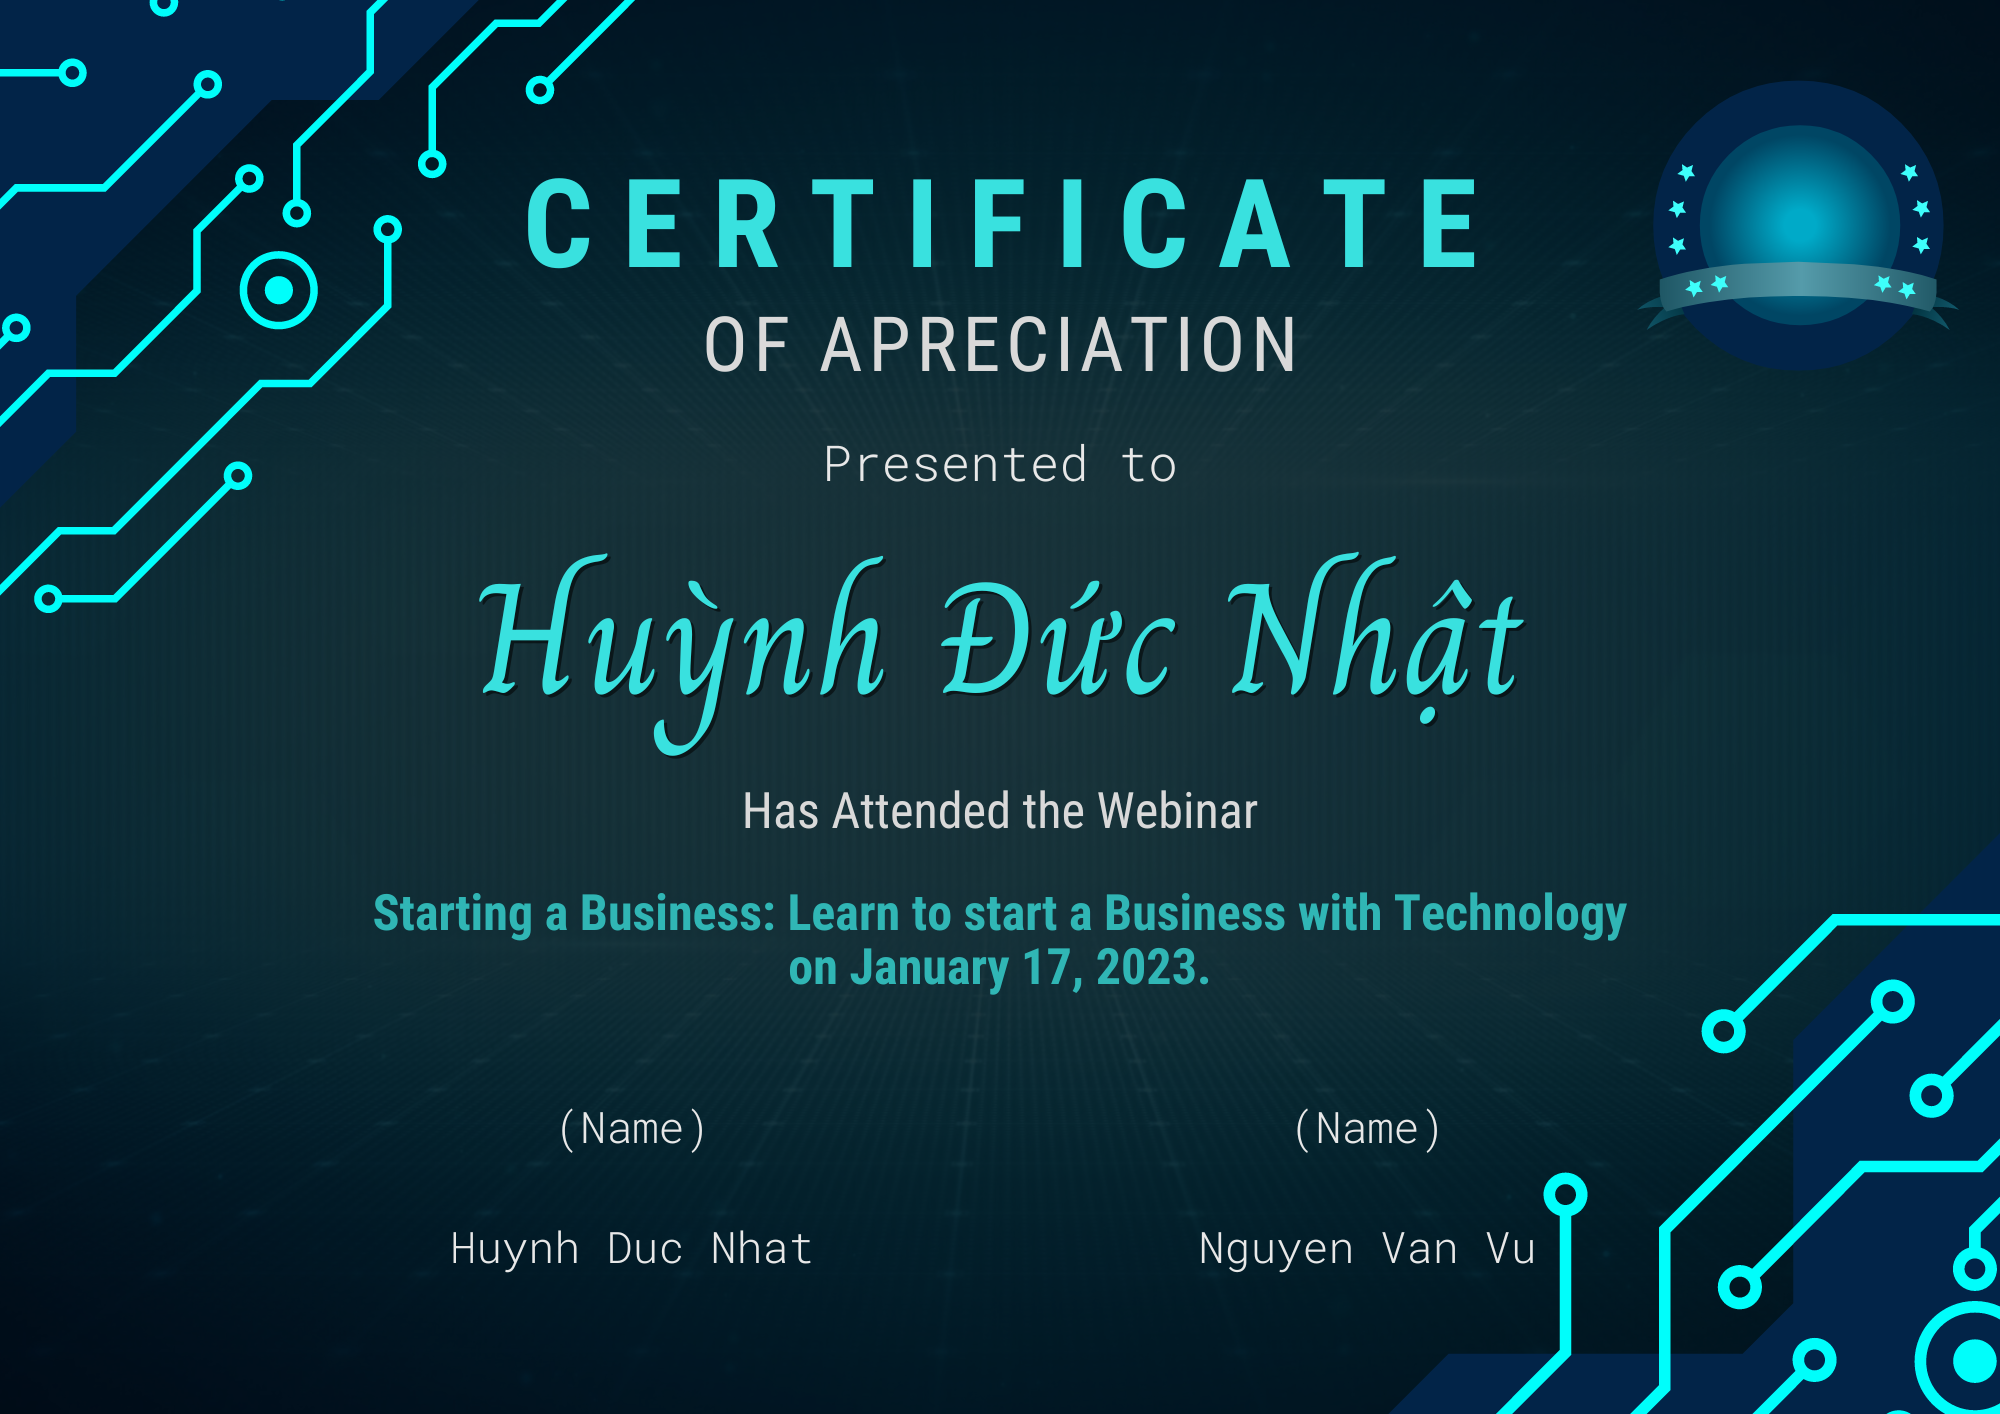 CERTIFICATE
OF APRECIATION
Presented to
Huỳnh Đức Nhật
Has Attended the Webinar
Starting a Business: Learn to start a Business with Technology
on January 17, 2023.
(Name) (Name)
Huynh Duc Nhat Nguyen Van Vu